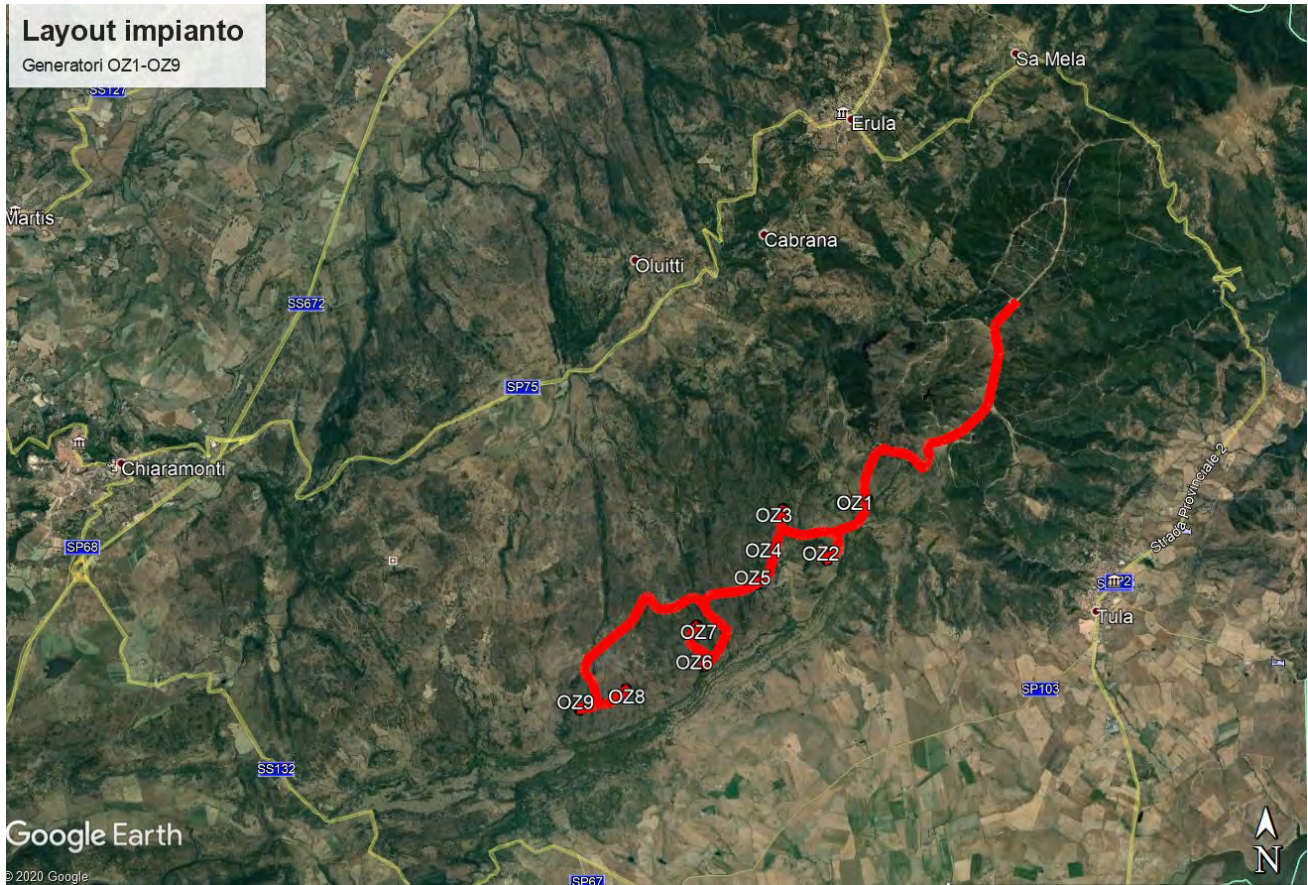 Layout impianto
Generatori OZ1-OZ9
SS127
Sa Mela
Erula
Martis
Cabrana
Oluitti
SS672
SP75
Chiaramonti
OZ1
OZ3
OZ4
OZ2
OZ5
Strada Provinciale 2
SP68
Tula
OZ7
OZ6
OZ8
OZ9
SP103
SS132
Google Earth
N
© 2020 Google
SP67